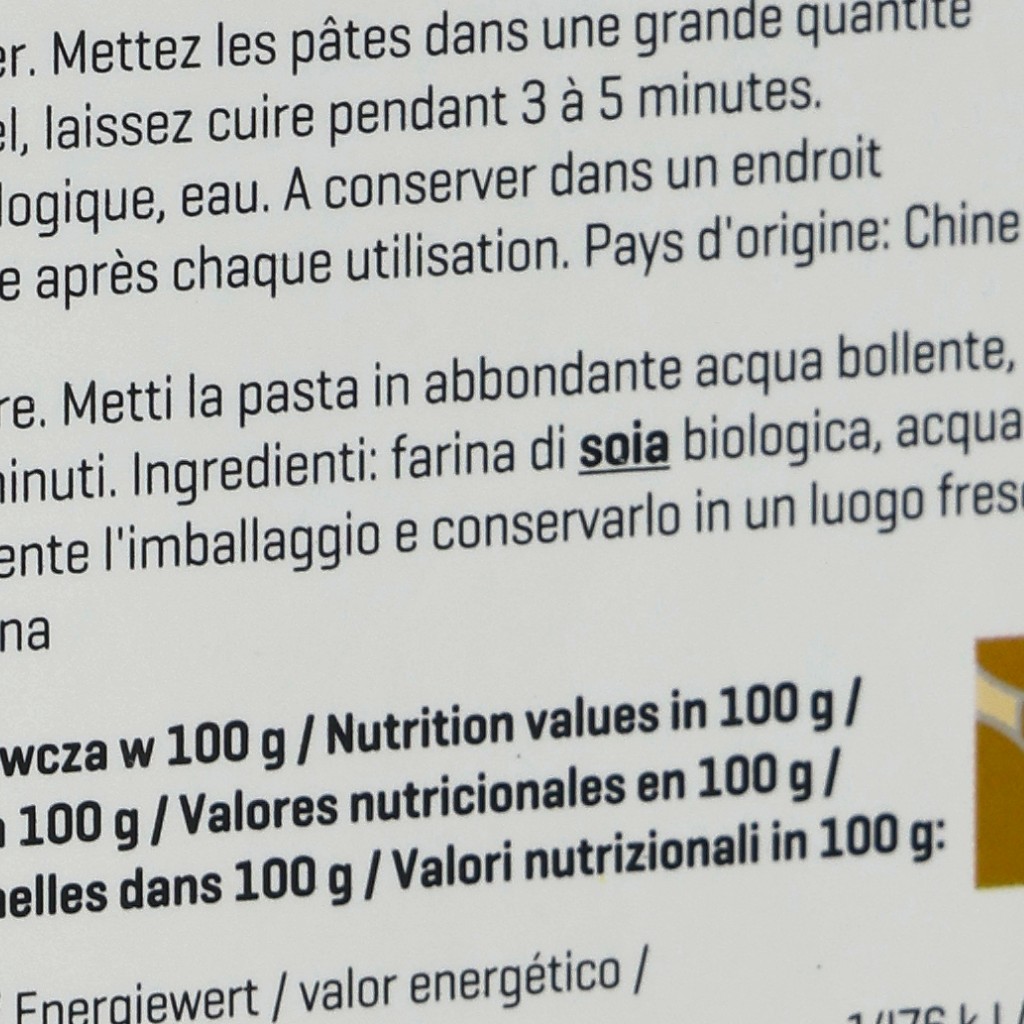 er. Mettez les pâtes dans une grande quantité
el, laissez cuire pendant 3 à 5 minutes.
logique, eau. A conserver dans un endroit
e après chaque utilisation. Pays d'origine: Chine
re. Metti la pasta in abbondante acqua bollente,
inuti. Ingredienti: farina di soia biologica, acqua
ente l'imballaggio e conservarlo in un luogo fres
na
wcza w 100 g / Nutrition values in 100 g /
100 g / Valores nutricionales en 100 g /
elles dans 100 g / Valori nutrizionali in 100 g:
Energiewert / valor energético /